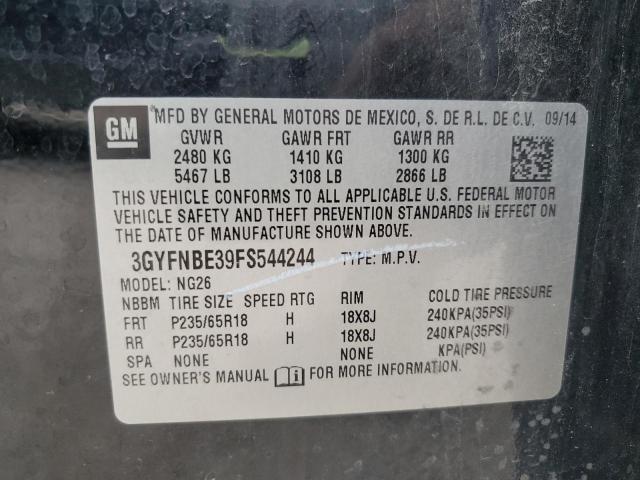 GM
MFD BY GENERAL MOTORS DE MEXICO, S. DE R.L. DE C.V. 09/14
GVWR GAWR FRT GAWR RR
2480 KG 1410 KG 1300 KG
5467 LB 3108 LB 2866 LB
THIS VEHICLE CONFORMS TO ALL APPLICABLE U.S. FEDERAL MOTOR
VEHICLE SAFETY AND THEFT PREVENTION STANDARDS IN EFFECT ON
THE DATE OF MANUFACTURE SHOWN ABOVE.
3GYFNBE39FS544244 TYPE: M.P.V.
MODEL: NG26
NBBM TIRE SIZE SPEED RTG RIM COLD TIRE PRESSURE
FRT P235/65R18 H 18X8J 240KPA(35PSI)
RR P235/65R18 H 18X8J 240KPA(35PSI)
SPA NONE NONE KPA(PSI)
SEE OWNER'S MANUAL FOR MORE INFORMATION.